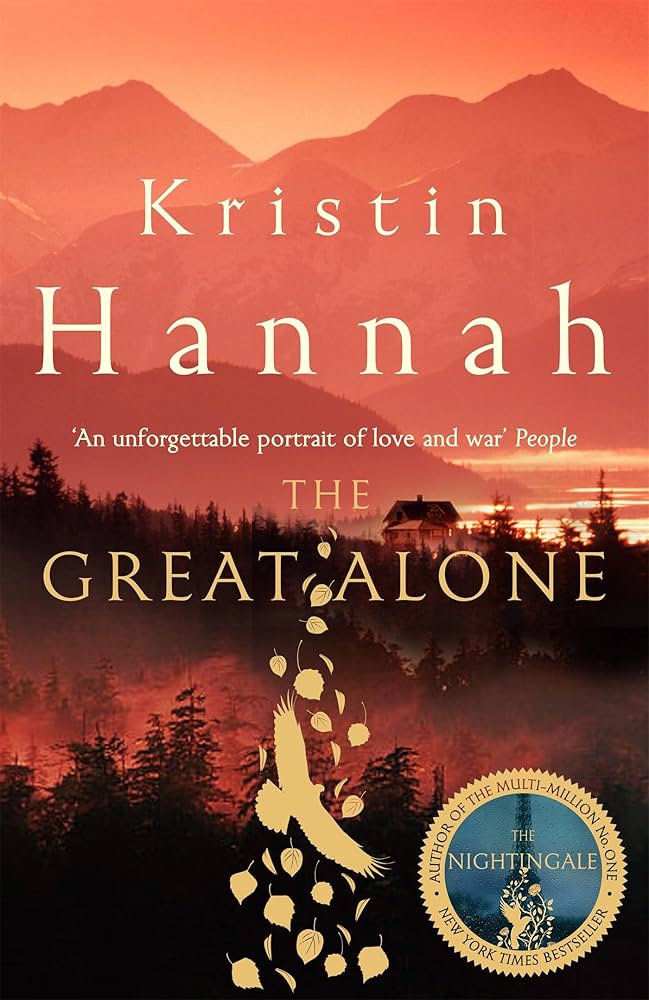 Kristin
Hannah
‘An unforgettable portrait of love and war’ People
THE
GREAT ALONE
AUTHOR OF THE MULTI-MILLION No. ONE
THE
NIGHTINGALE
NEW YORK TIMES BESTSELLER